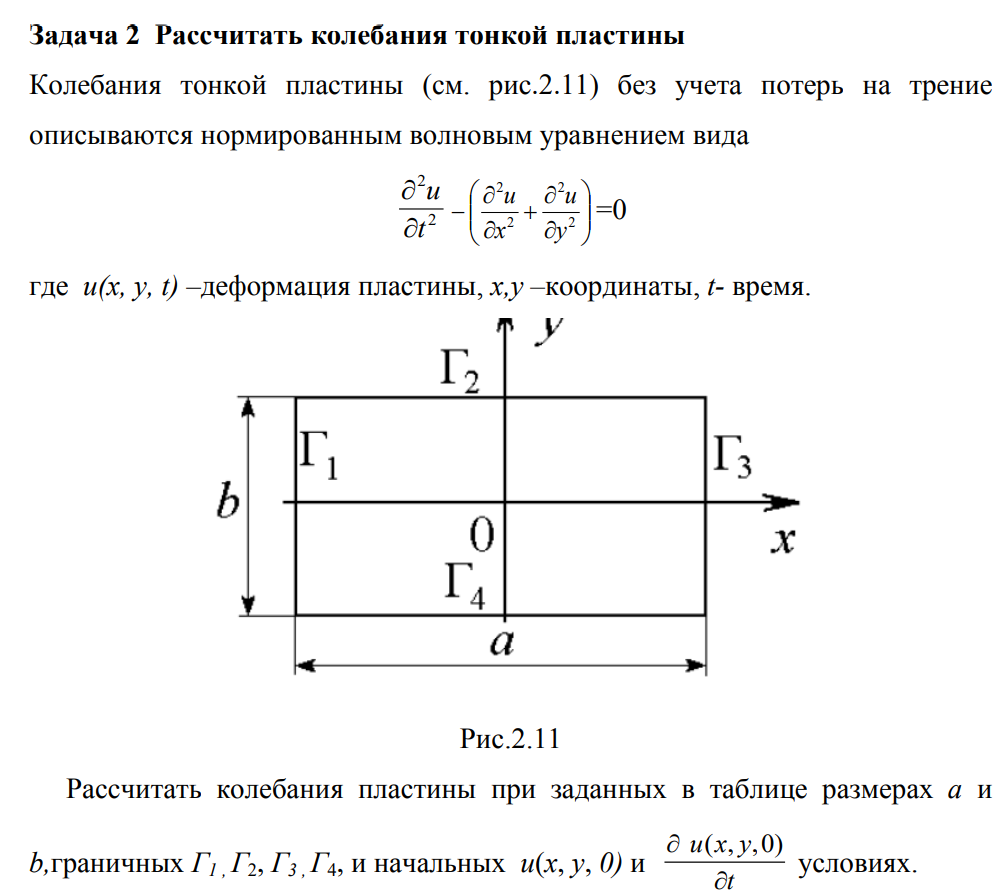 Задача 2 Рассчитать колебания тонкой пластины
Колебания тонкой пластины (см. рис.2.11) без учета потерь на трение
описываются нормированным волновым уравнением вида
∂²u/∂t² − (∂²u/∂x² + ∂²u/∂y²) =0
где u(x, y, t) –деформация пластины, x,y –координаты, t- время.
y
Γ2
Γ1
Γ3
b
0
x
Γ4
a
Рис.2.11
Рассчитать колебания пластины при заданных в таблице размерах a и
b,граничных Γ1 , Γ2, Γ3 , Γ4, и начальных u(x, y, 0) и ∂ u(x, y,0)/∂t условиях.